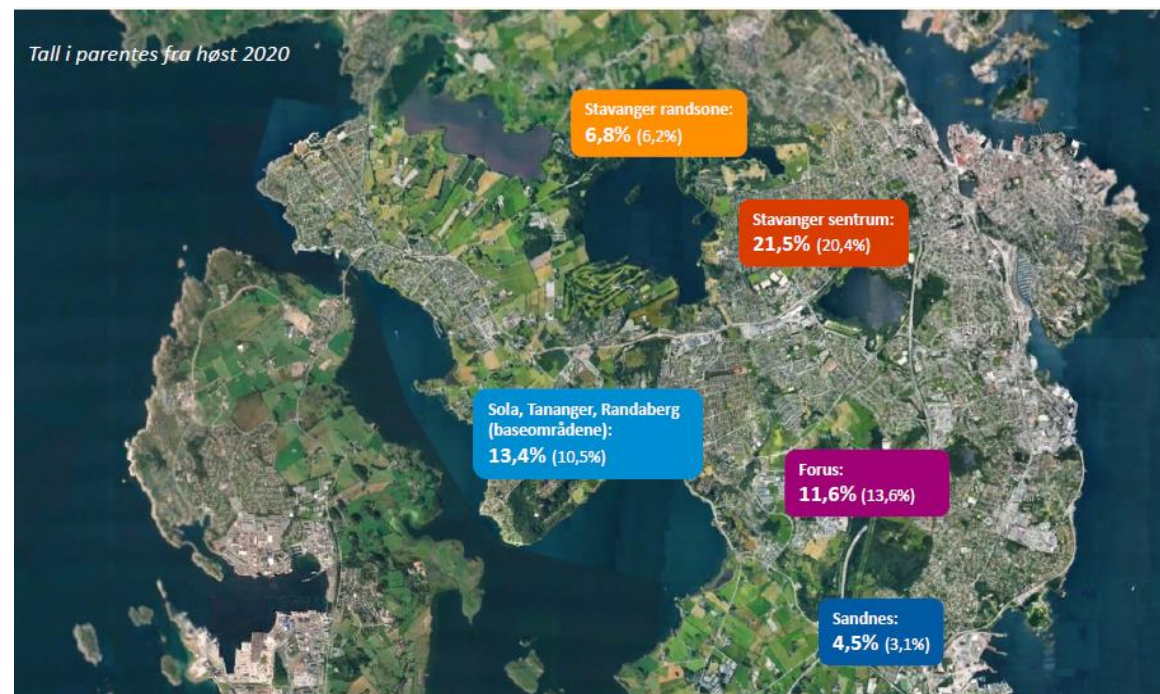 Tall i parentes fra høst 2020
Stavanger randsone:
6,8% (6,2%)
Stavanger sentrum:
21,5% (20,4%)
Sola, Tananger, Randaberg
(baseområdene):
13,4% (10,5%)
Forus:
11,6% (13,6%)
Sandnes:
4,5% (3,1%)